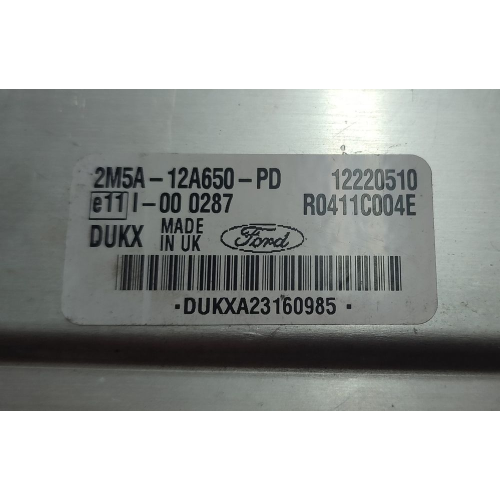 2M5A-12A650-PD 12220510
e11 I-00 0287 R0411C004E
DUKX MADE IN UK Ford
·DUKXA23160985·